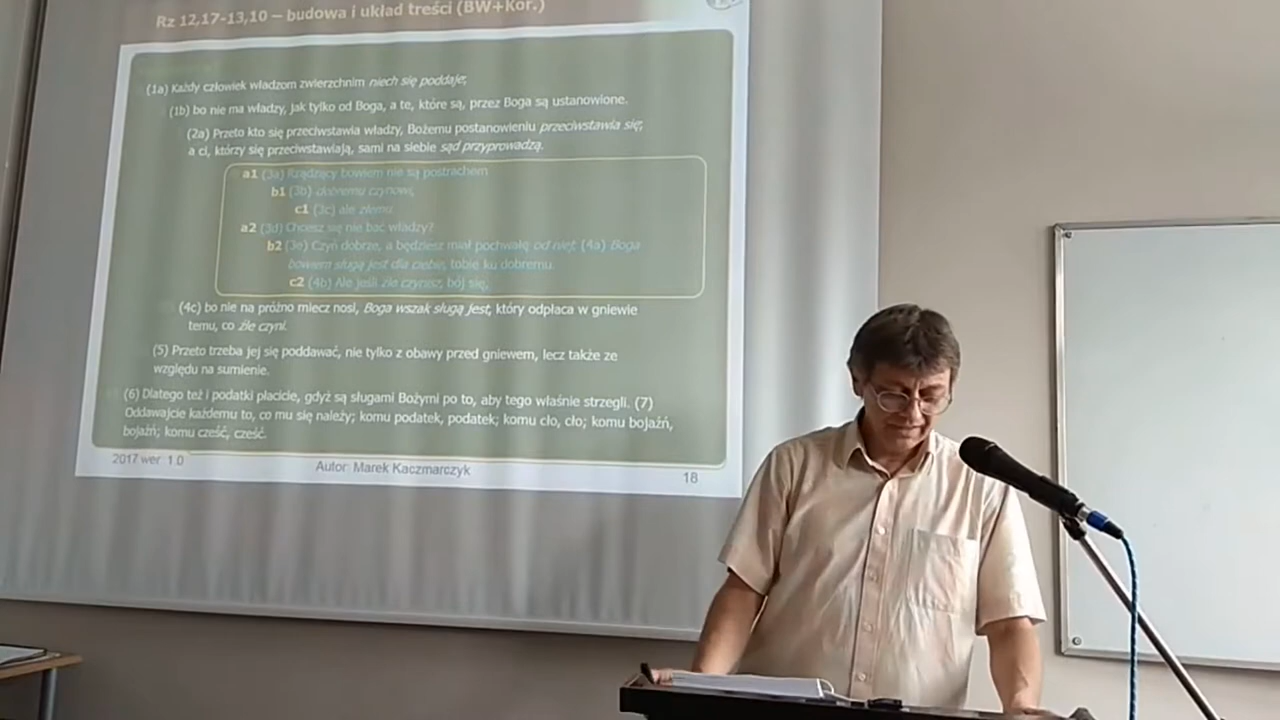 Rz 12,17-13,10 – budowa i układ treści (BW+Kor.)
(1a) Każdy człowiek władzom zwierzchnim niech się poddaje;
(1b) bo nie ma władzy, jak tylko od Boga, a te, które są, przez Boga są ustanowione.
(2a) Przeto kto się przeciwstawia władzy, Bożemu postanowieniu przeciwstawia się;
a ci, którzy się przeciwstawiają, sami na siebie sąd przyprowadzą.
a1 (3a) Rządzący bowiem nie są postrachem
b1 (3b) dobremu czynowi,
c1 (3c) ale złemu.
a2 (3d) Chcesz się nie bać władzy?
b2 (3e) Czyń dobrze, a będziesz miał pochwałę od niej; (4a) Boga
bowiem sługą jest dla ciebie, tobie ku dobremu.
c2 (4b) Ale jeśli źle czynisz, bój się,
(4c) bo nie na próżno miecz nosi, Boga wszak sługą jest, który odpłaca w gniewie
temu, co źle czyni.
(5) Przeto trzeba jej się poddawać, nie tylko z obawy przed gniewem, lecz także ze
względu na sumienie.
(6) Dlatego też i podatki płacicie, gdyż są sługami Bożymi po to, aby tego właśnie strzegli. (7)
Oddawajcie każdemu to, co mu się należy; komu podatek, podatek; komu cło, cło; komu bojaźń,
bojaźń; komu cześć, cześć.
2017 wer. 1.0
Autor: Marek Kaczmarczyk
18